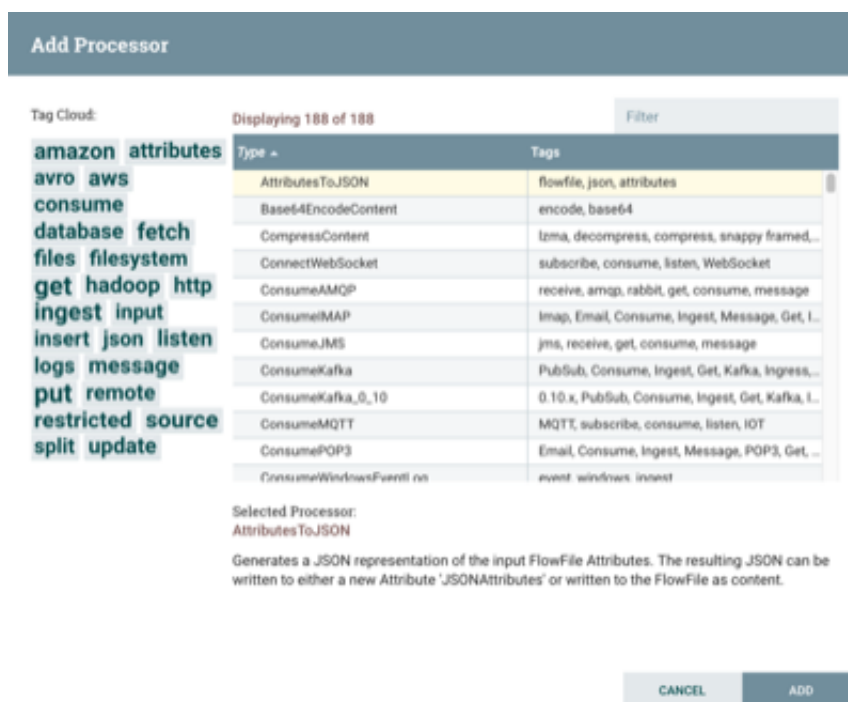 Add Processor
Tag Cloud:
amazon attributes
avro aws
consume
database fetch
files filesystem
get hadoop http
ingest input
insert json listen
logs message
put remote
restricted source
split update
Displaying 188 of 188
Filter
Type Tags
AttributesToJSON flowfile, json, attributes
Base64EncodeContent encode, base64
CompressContent lzma, decompress, compress, snappy framed,...
ConnectWebSocket subscribe, consume, listen, WebSocket
ConsumeAMQP receive, amqp, rabbit, get, consume, message
ConsumeIMAP Imap, Email, Consume, Ingest, Message, Get, I...
ConsumeJMS jms, receive, get, consume, message
ConsumeKafka PubSub, Consume, Ingest, Get, Kafka, Ingress,...
ConsumeKafka_0_10 0.10.x, PubSub, Consume, Ingest, Get, Kafka, I...
ConsumeMQTT MQTT, subscribe, consume, listen, IOT
ConsumePOP3 Email, Consume, Ingest, Message, POP3, Get, ...
ConsumeWindowsEventLog event, windows, ingest
Selected Processor:
AttributesToJSON
Generates a JSON representation of the input FlowFile Attributes. The resulting JSON can be
written to either a new Attribute 'JSONAttributes' or written to the FlowFile as content.
CANCEL ADD